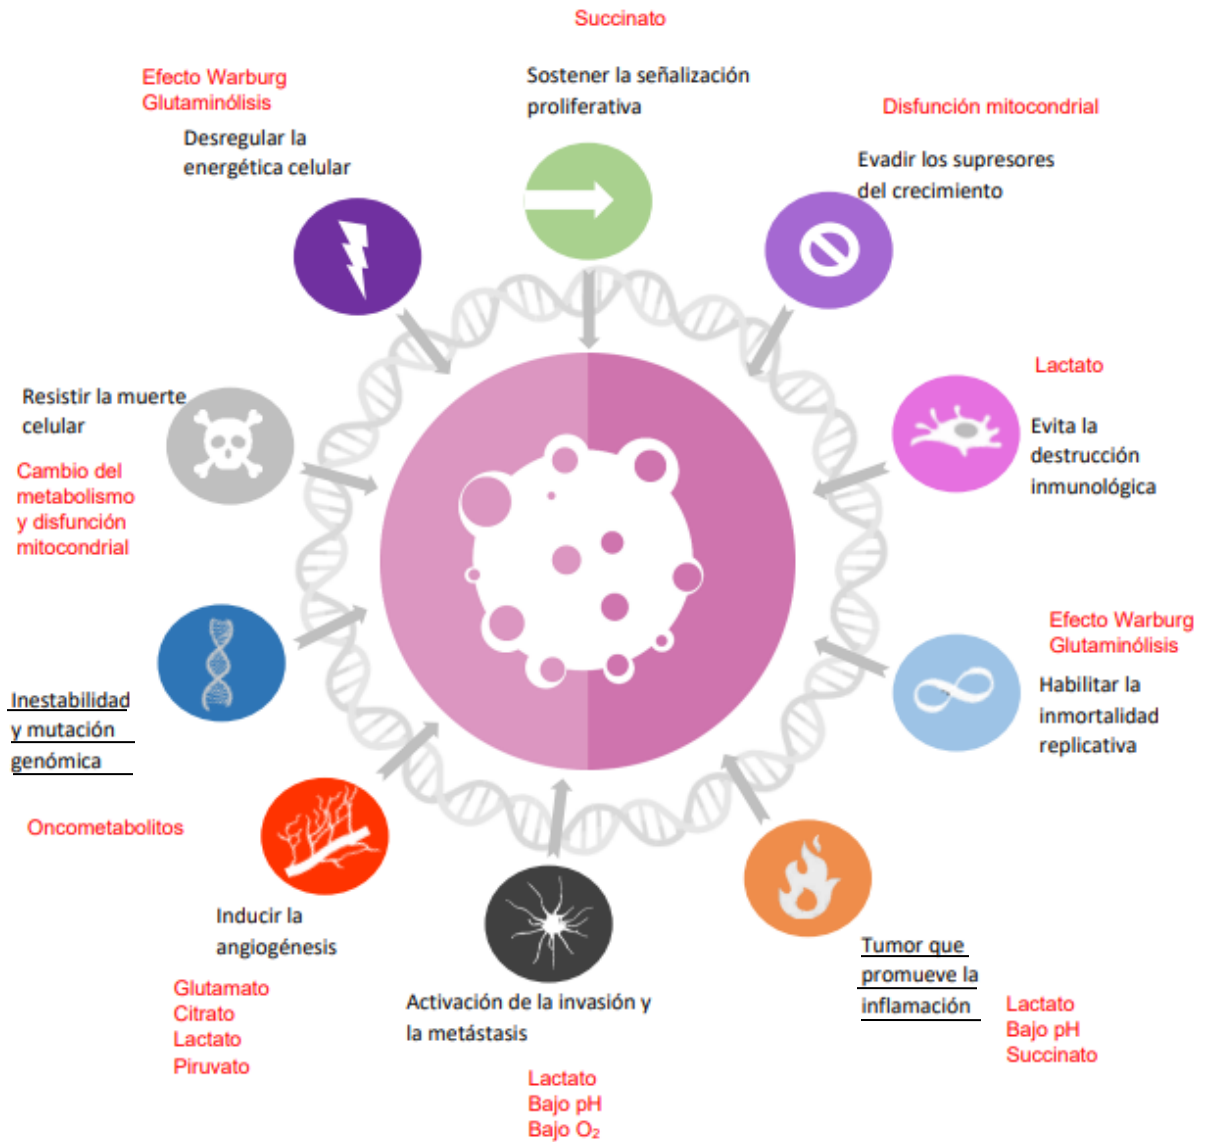 Succinato
Sostener la señalización
proliferativa
Efecto Warburg
Glutaminólisis
Desregular la
energética celular
Disfunción mitocondrial
Evadir los supresores
del crecimiento
Resistir la muerte
celular
Cambio del
metabolismo
y disfunción
mitocondrial
Lactato
Evita la
destrucción
inmunológica
Efecto Warburg
Glutaminólisis
Habilitar la
inmortalidad
replicativa
Inestabilidad
y mutación
genómica
Oncometabolitos
Inducir la
angiogénesis
Glutamato
Citrato
Lactato
Piruvato
Activación de la invasión y
la metástasis
Lactato
Bajo pH
Bajo O₂
Tumor que
promueve la
inflamación
Lactato
Bajo pH
Succinato